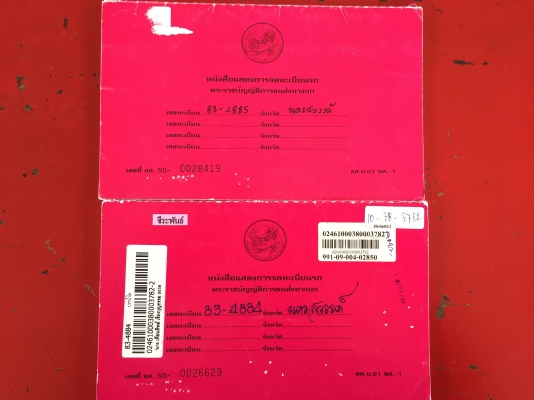 หนังสือแสดงการจดทะเบียนรถ
พระราชบัญญัติการขนส่งทางบก
เลขทะเบียน 83-4885 จังหวัด นครสวรรค์
เลขทะเบียน จังหวัด
เลขทะเบียน จังหวัด
เลขทะเบียน จังหวัด
เลขที่ ขศ. 55- 0028419
ขส.บ.01 ขส.-1
จีระพันธ์
10-38-3782
024610003800037827
02461000380003782
991-09-004-02850
83-4884
024610003800003782-2
หนังสือแสดงการจดทะเบียนรถ
พระราชบัญญัติการขนส่งทางบก
เลขทะเบียน 83-4884 จังหวัด นครสวรรค์
เลขทะเบียน จังหวัด
เลขทะเบียน จังหวัด
เลขทะเบียน จังหวัด
เลขที่ ขศ. 55- 0026629
ขส.บ.01 ขส.-1